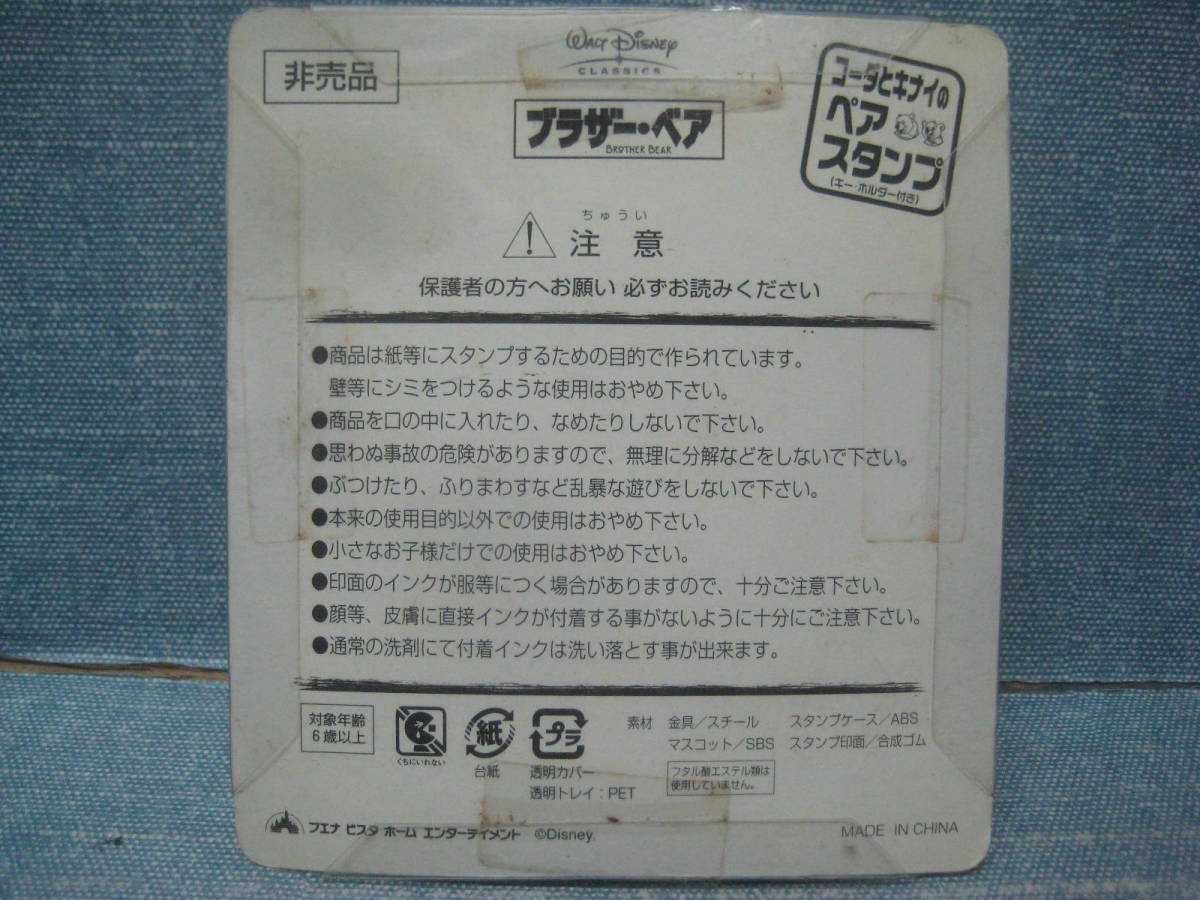 非売品
WALT DISNEY
CLASSICS
ブラザー・ベア
BROTHER BEAR
コーダとキナイの
ペア
スタンプ
(キー・ホルダー付き)
ちゅうい
注 意
保護者の方へお願い 必ずお読みください
●商品は紙等にスタンプするための目的で作られています。
壁等にシミをつけるような使用はおやめ下さい。
●商品を口の中に入れたり、なめたりしないで下さい。
●思わぬ事故の危険がありますので、無理に分解などをしないで下さい。
●ぶつけたり、ふりまわすなど乱暴な遊びをしないで下さい。
●本来の使用目的以外での使用はおやめ下さい。
●小さなお子様だけでの使用はおやめ下さい。
●印面のインクが服等につく場合がありますので、十分ご注意下さい。
●顔等、皮膚に直接インクが付着する事がないように十分にご注意下さい。
●通常の洗剤にて付着インクは洗い落とす事が出来ます。
対象年齢
6歳以上
くちにいれない
紙
台紙
プラ
透明カバー
透明トレイ：PET
素材 金具／スチール スタンプケース／ABS
マスコット／SBS スタンプ印面／合成ゴム
フタル酸エステル類は
使用していません。
ブエナ ビスタ ホーム エンターテイメント ©Disney.
MADE IN CHINA